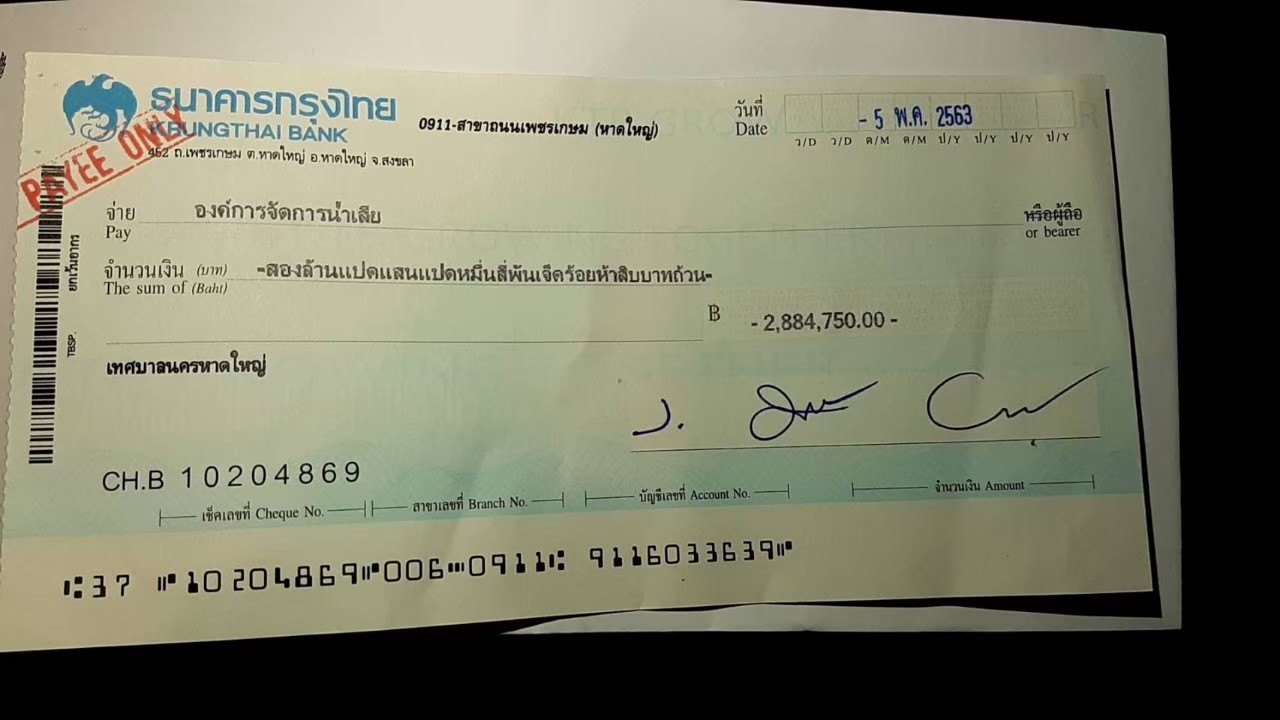 ธนาคารกรุงไทย
KRUNGTHAI BANK
PAYEE ONLY
0911-สาขาถนนเพชรเกษม (หาดใหญ่)
452 ถ.เพชรเกษม ต.หาดใหญ่ อ.หาดใหญ่ จ.สงขลา
วันที่
Date
- 5 พ.ค. 2563
ว/D ว/D ด/M ด/M ป/Y ป/Y ป/Y ป/Y
จ่าย องค์การจัดการน้ำเสีย หรือผู้ถือ
Pay or bearer
จำนวนเงิน (บาท) -สองล้านแปดแสนแปดหมื่นสี่พันเจ็ดร้อยห้าสิบบาทถ้วน-
The sum of (Baht)
฿ - 2,884,750.00 -
เทศบาลนครหาดใหญ่
ยกเว้นอากร
TBSP.
CH.B 10204869
เช็คเลขที่ Cheque No. สาขาเลขที่ Branch No. บัญชีเลขที่ Account No. จำนวนเงิน Amount
⑆37 ⑈10204869⑈006⑉0911⑆ 9116033639⑈